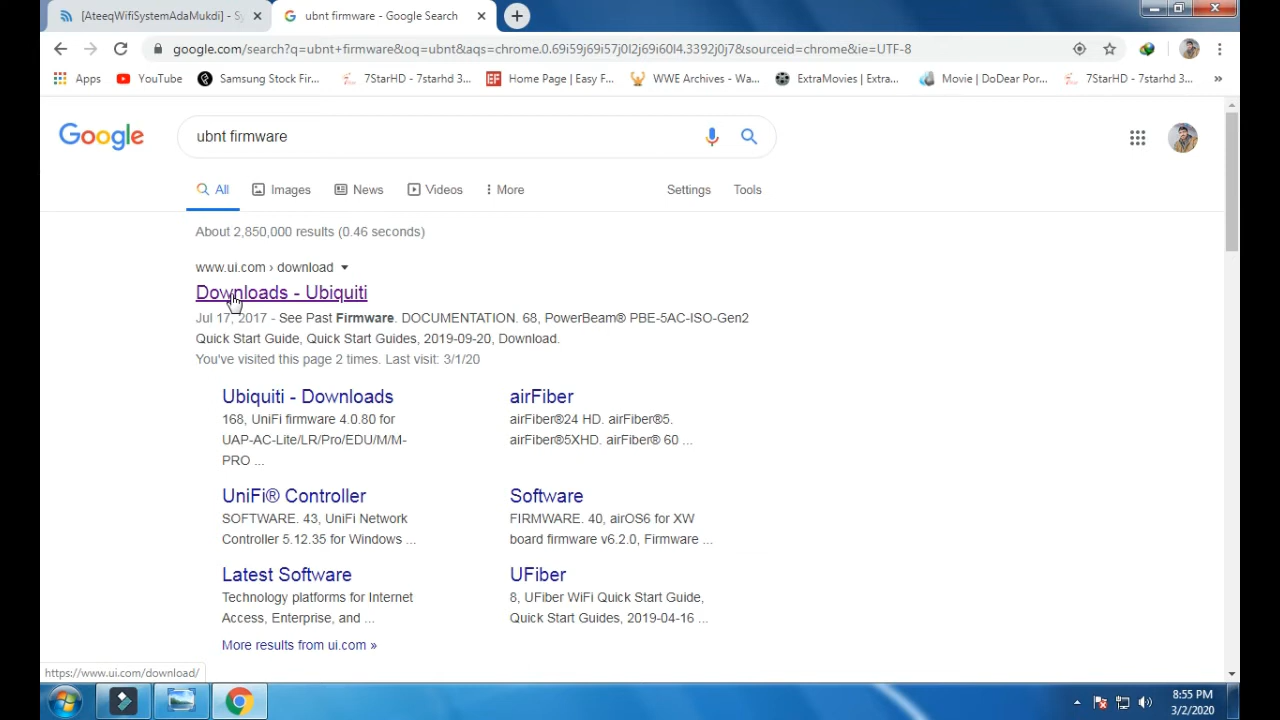 [AteeqWifiSystemAdaMukdi] - Sy
ubnt firmware - Google Search
google.com/search?q=ubnt+firmware&oq=ubnt&aqs=chrome.0.69i59j69i57j0l2j69i60l4.3392j0j7&sourceid=chrome&ie=UTF-8
Apps
YouTube
Samsung Stock Fir...
7StarHD - 7starhd 3...
Home Page | Easy F...
WWE Archives - Wa...
ExtraMovies | Extra...
Movie | DoDear Por...
7StarHD - 7starhd 3...
»
Google
ubnt firmware
All
Images
News
Videos
More
Settings
Tools
About 2,850,000 results (0.46 seconds)
www.ui.com › download
Downloads - Ubiquiti
Jul 17, 2017 - See Past Firmware. DOCUMENTATION. 68, PowerBeam® PBE-5AC-ISO-Gen2
Quick Start Guide, Quick Start Guides, 2019-09-20, Download.
You've visited this page 2 times. Last visit: 3/1/20
Ubiquiti - Downloads
168, UniFi firmware 4.0.80 for
UAP-AC-Lite/LR/Pro/EDU/M/M-
PRO ...
airFiber
airFiber®24 HD. airFiber®5.
airFiber®5XHD. airFiber® 60 ...
UniFi® Controller
SOFTWARE. 43, UniFi Network
Controller 5.12.35 for Windows ...
Software
FIRMWARE. 40, airOS6 for XW
board firmware v6.2.0, Firmware ...
Latest Software
Technology platforms for Internet
Access, Enterprise, and ...
UFiber
8, UFiber WiFi Quick Start Guide,
Quick Start Guides, 2019-04-16 ...
More results from ui.com »
https://www.ui.com/download/
8:55 PM
3/2/2020